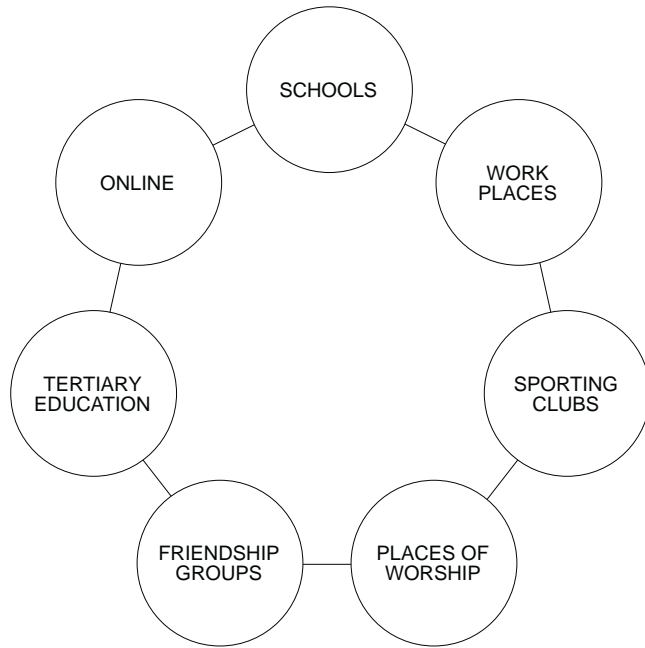 SCHOOLS
WORK
PLACES
SPORTING
CLUBS
PLACES OF
WORSHIP
FRIENDSHIP
GROUPS
TERTIARY
EDUCATION
ONLINE